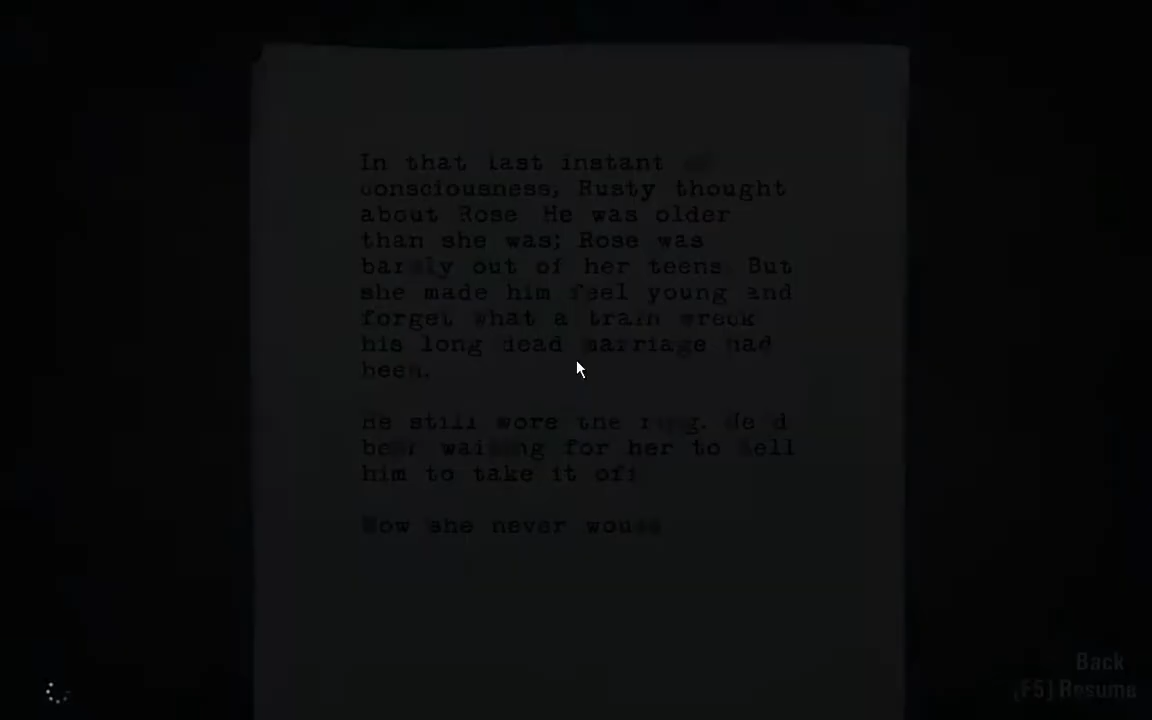 In that last instant of
consciousness, Rusty thought
about Rose. He was older
than she was; Rose was
barely out of her teens. But
she made him feel young and
forget what a train wreck
his long dead marriage had
been.
He still wore the ring. He'd
been waiting for her to tell
him to take it off.
Now she never would.
Back
[F5] Resume